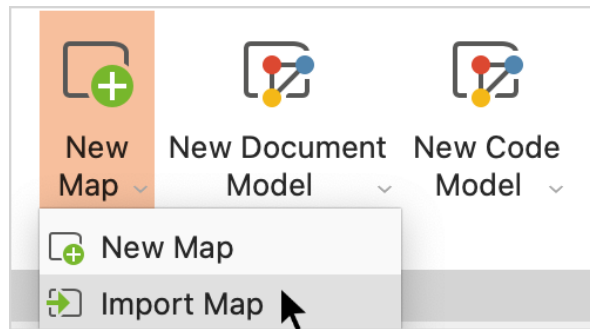 New
Map
New Document
Model
New Code
Model
New Map
Import Map